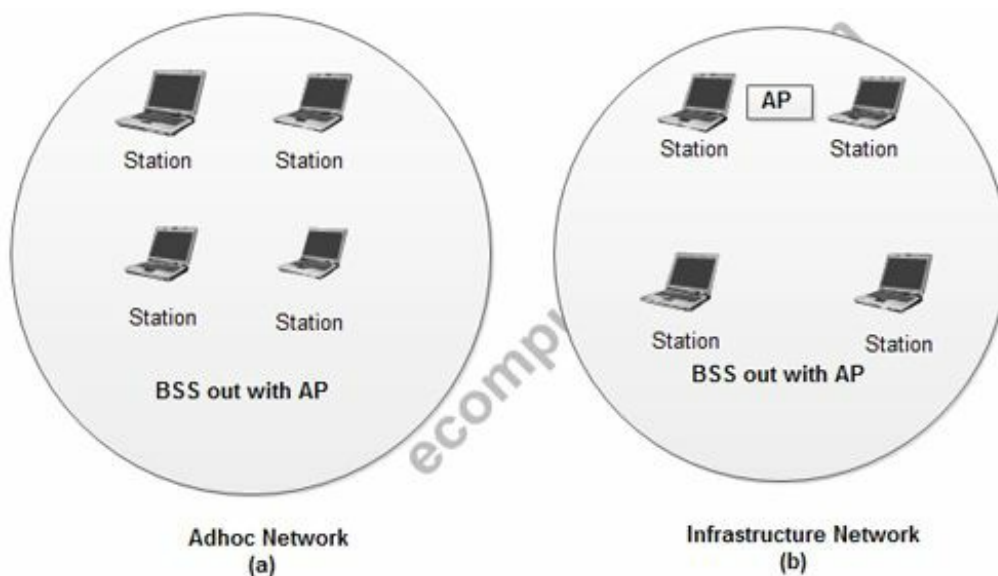 Station
Station
Station
Station
BSS out with AP
Adhoc Network
(a)
AP
Station
Station
Station
Station
BSS out with AP
Infrastructure Network
(b)
ecompu